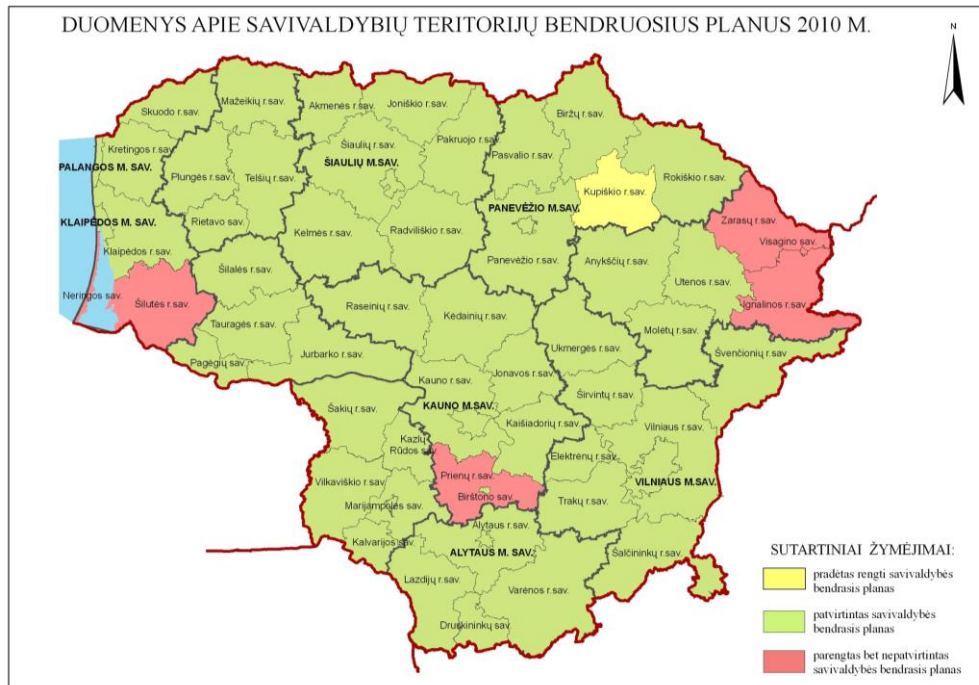 DUOMENYS APIE SAVIVALDYBIŲ TERITORIJŲ BENDRUOSIUS PLANUS 2010 M.
N
Skuodo r.sav.
Mažeikių r.sav.
Akmenės r.sav.
Joniškio r.sav.
Biržų r.sav.
Kretingos r.sav.
Šiaulių r.sav.
Pakruojo r.sav.
Pasvalio r.sav.
PALANGOS M. SAV.
ŠIAULIŲ M.SAV.
Plungės r.sav.
Telšių r.sav.
Rokiškio r.sav.
Kupiškio r.sav.
KLAIPĖDOS M. SAV.
Rietavo sav.
PANEVĖŽIO M.SAV.
Zarasų r.sav.
Kelmės r.sav.
Radviliškio r.sav.
Visagino sav.
Klaipėdos r.sav.
Panevėžio r.sav.
Anykščių r.sav.
Šilalės r.sav.
Utenos r.sav.
Neringos sav.
Šilutės r.sav.
Raseinių r.sav.
Ignalinos r.sav.
Kėdainių r.sav.
Tauragės r.sav.
Molėtų r.sav.
Ukmergės r.sav.
Švenčionių r.sav.
Jurbarko r.sav.
Pagėgių sav.
Kauno r.sav.
Jonavos r.sav.
Širvintų r.sav.
KAUNO M.SAV.
Šakių r.sav.
Kaišiadorių r.sav.
Vilniaus r.sav.
Kazlų
Rūdos sav.
Elektrėnų sav.
Prienų r.sav.
Vilkaviškio r.sav.
VILNIAUS M.SAV.
Birštono sav.
Trakų r.sav.
Marijampolės sav.
Alytaus r.sav.
Kalvarijos sav.
ALYTAUS M. SAV.
Šalčininkų r.sav.
Lazdijų r.sav.
Varėnos r.sav.
Druskininkų sav.
SUTARTINIAI ŽYMĖJIMAI:
pradėtas rengti savivaldybės
bendrasis planas
patvirtintas savivaldybės
bendrasis planas
parengtas bet nepatvirtintas
savivaldybės bendrasis planas